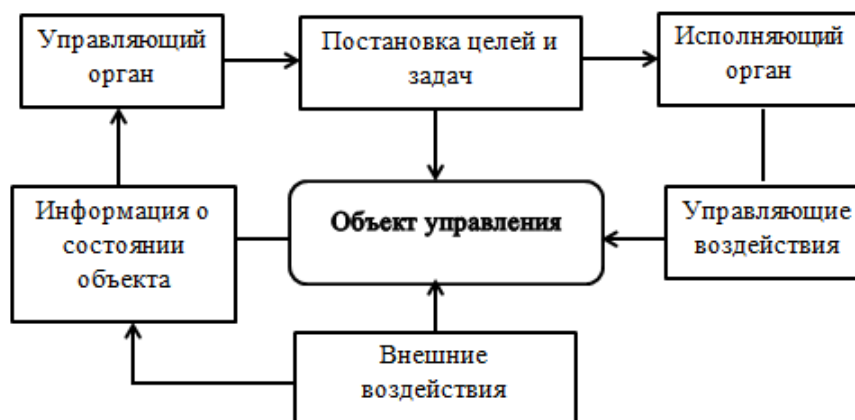 Управляющий
орган
Постановка целей и
задач
Исполняющий
орган
Информация о
состоянии
объекта
Объект управления
Управляющие
воздействия
Внешние
воздействия